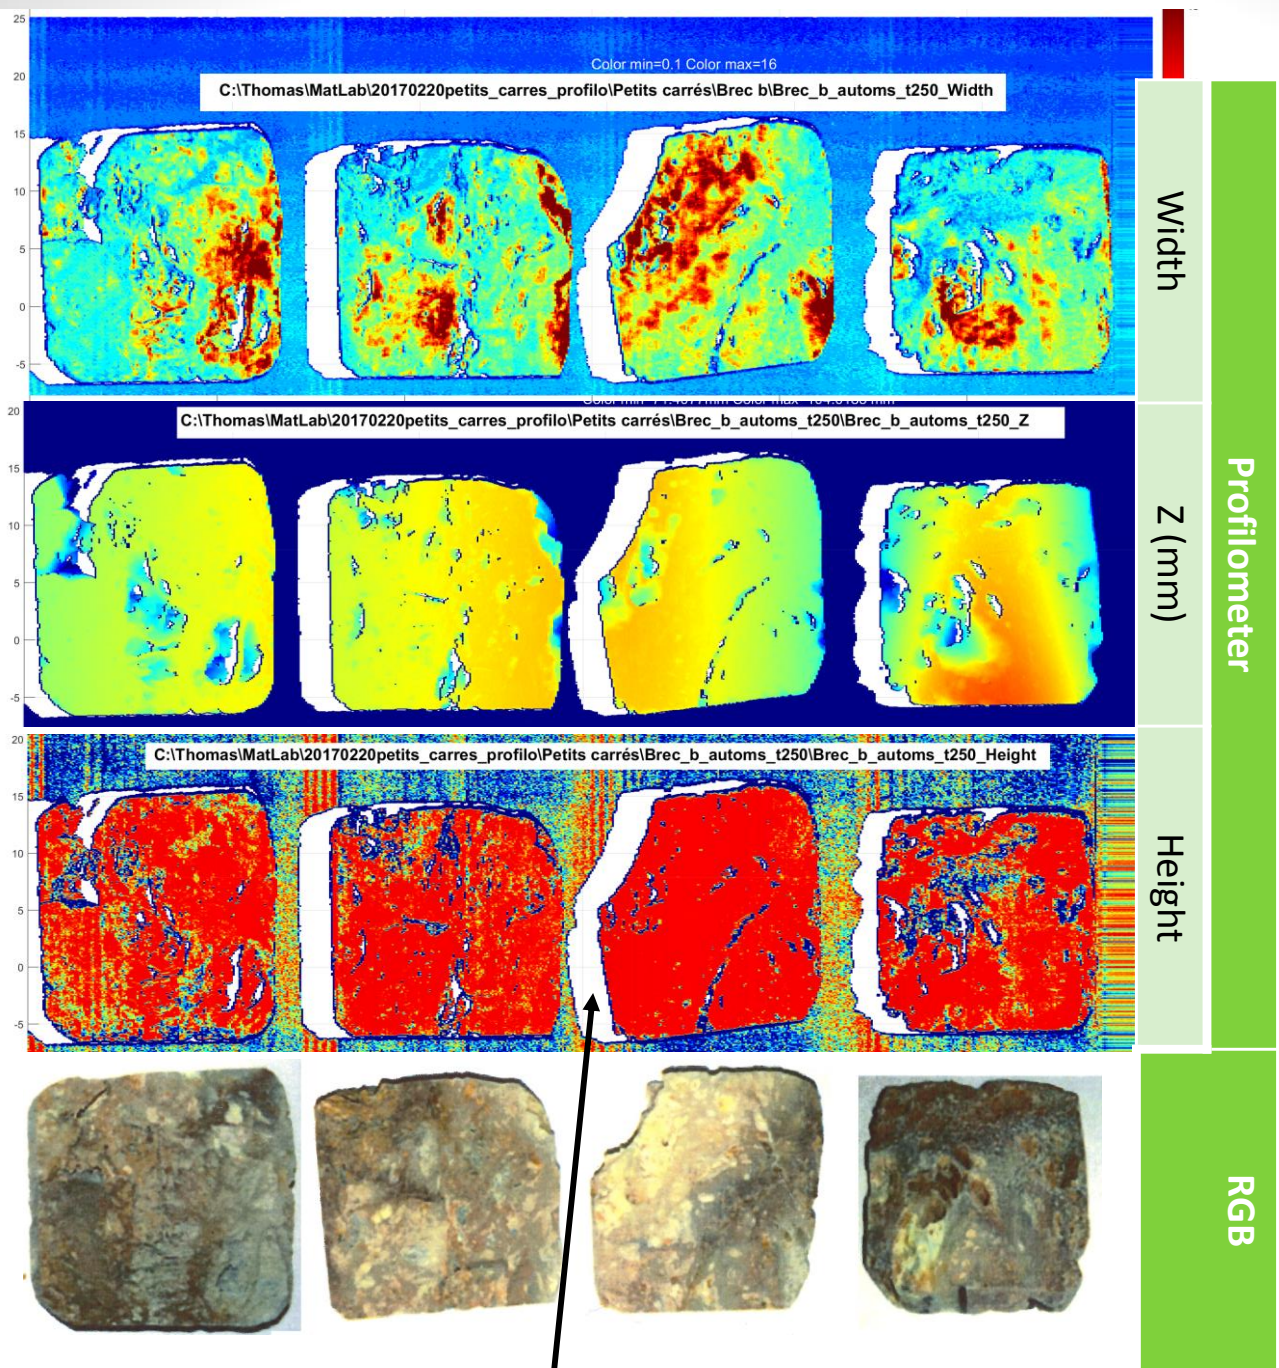 25
20
15
10
5
0
-5
Color min=0.1 Color max=16
C:\Thomas\MatLab\20170220petits_carres_profilo\Petits carrés\Brec b\Brec_b_automs_t250_Width
Width
20
15
10
5
0
-5
C:\Thomas\MatLab\20170220petits_carres_profilo\Petits carrés\Brec_b_automs_t250\Brec_b_automs_t250_Z
Z (mm)
Profilometer
20
15
10
5
0
-5
C:\Thomas\MatLab\20170220petits_carres_profilo\Petits carrés\Brec_b_automs_t250\Brec_b_automs_t250_Height
Height
RGB